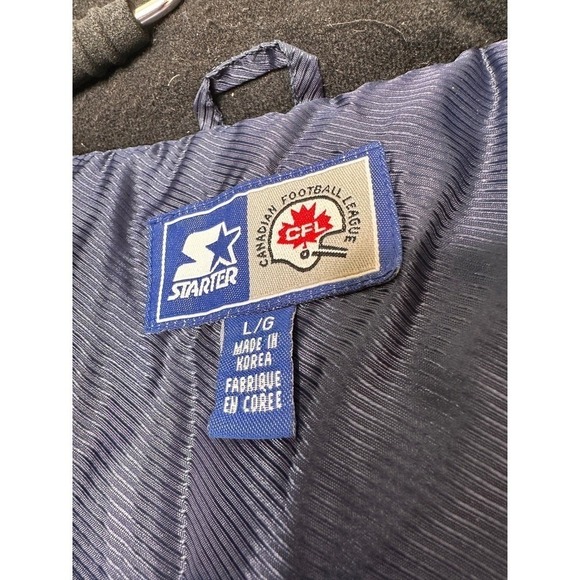 STARTER
CANADIAN FOOTBALL LEAGUE
CFL
L/G
MADE IN
KOREA
FABRIQUE
EN COREE